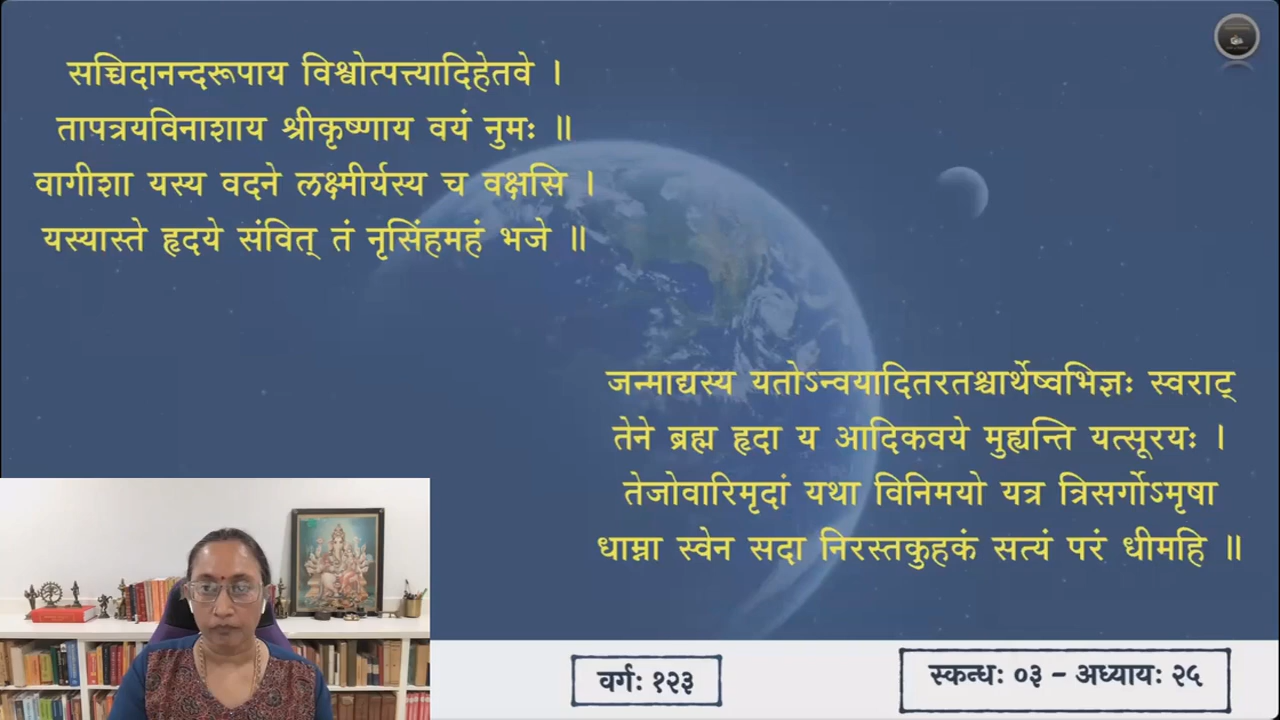 सच्चिदानन्दरूपाय विश्वोत्पत्त्यादिहेतवे ।
तापत्रयविनाशाय श्रीकृष्णाय वयं नुमः ॥
वागीशा यस्य वदने लक्ष्मीर्यस्य च वक्षसि ।
यस्यास्ते हृदये संवित् तं नृसिंहमहं भजे ॥
जन्माद्यस्य यतोऽन्वयादितरतश्चार्थेष्वभिज्ञः स्वराट्
तेने ब्रह्म हृदा य आदिकवये मुह्यन्ति यत्सूरयः ।
तेजोवारिमृदां यथा विनिमयो यत्र त्रिसर्गोऽमृषा
धाम्ना स्वेन सदा निरस्तकुहकं सत्यं परं धीमहि ॥
वर्गः १२३
स्कन्धः ०३ - अध्यायः २५